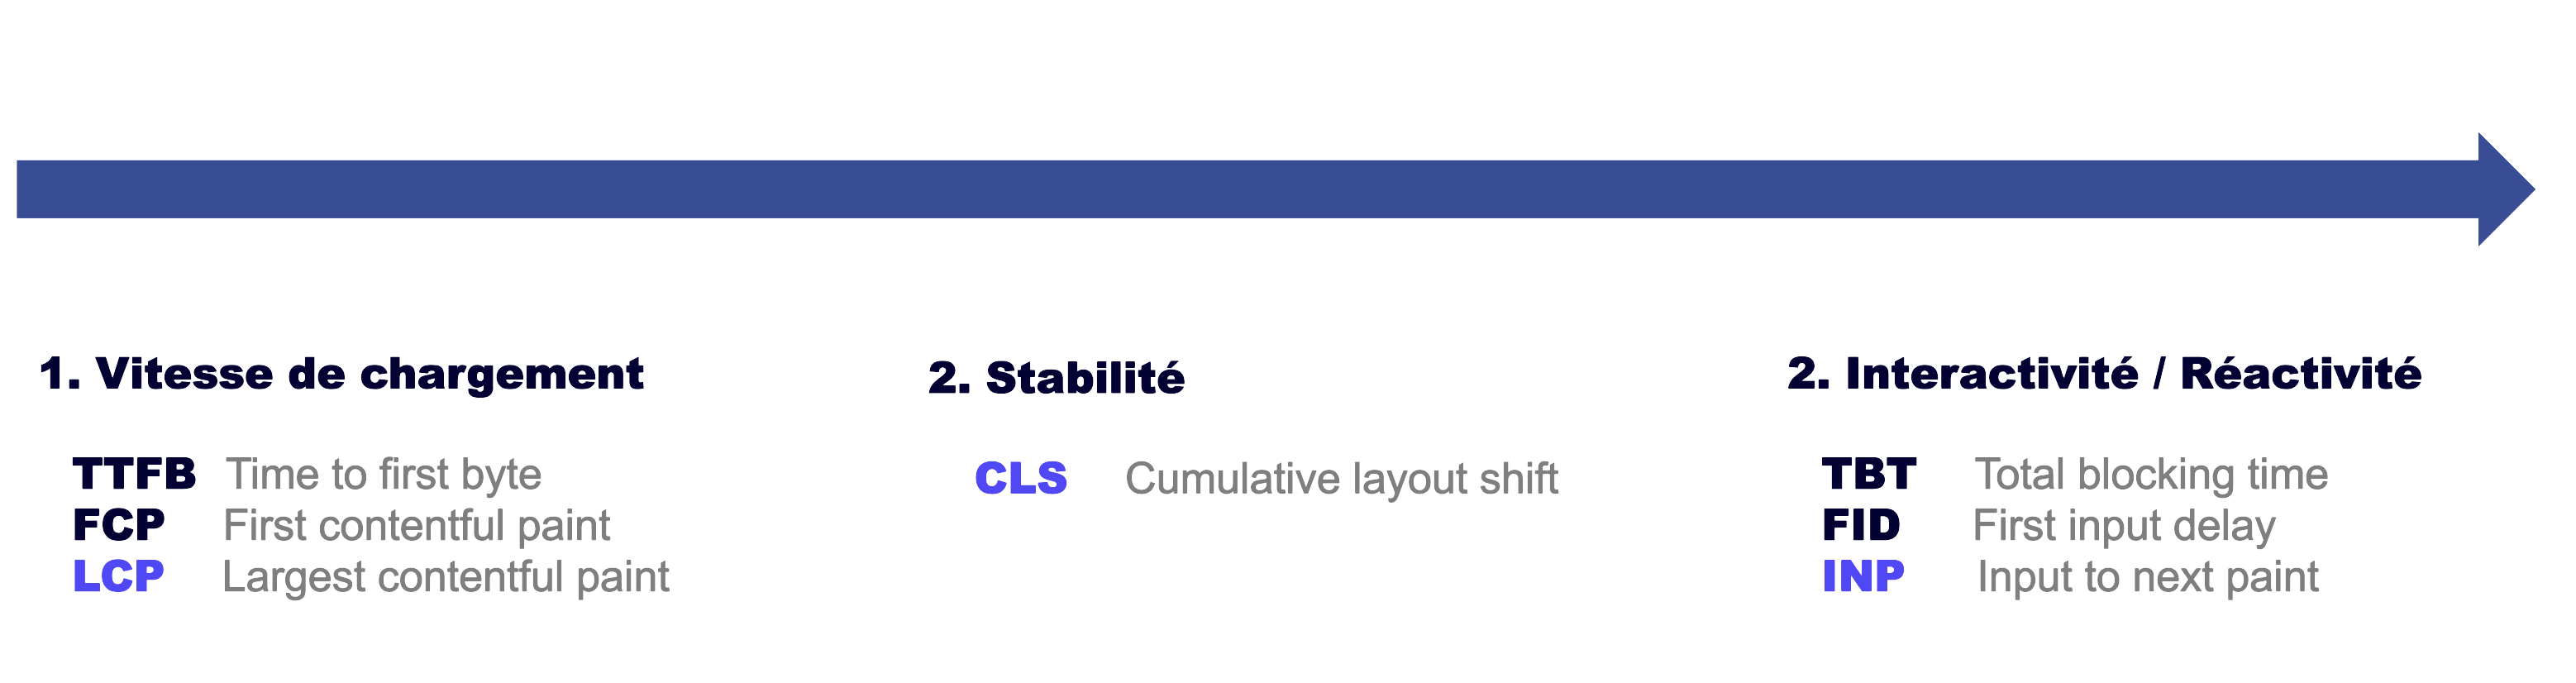 1. Vitesse de chargement
TTFB Time to first byte
FCP First contentful paint
LCP Largest contentful paint
2. Stabilité
CLS Cumulative layout shift
2. Interactivité / Réactivité
TBT Total blocking time
FID First input delay
INP Input to next paint